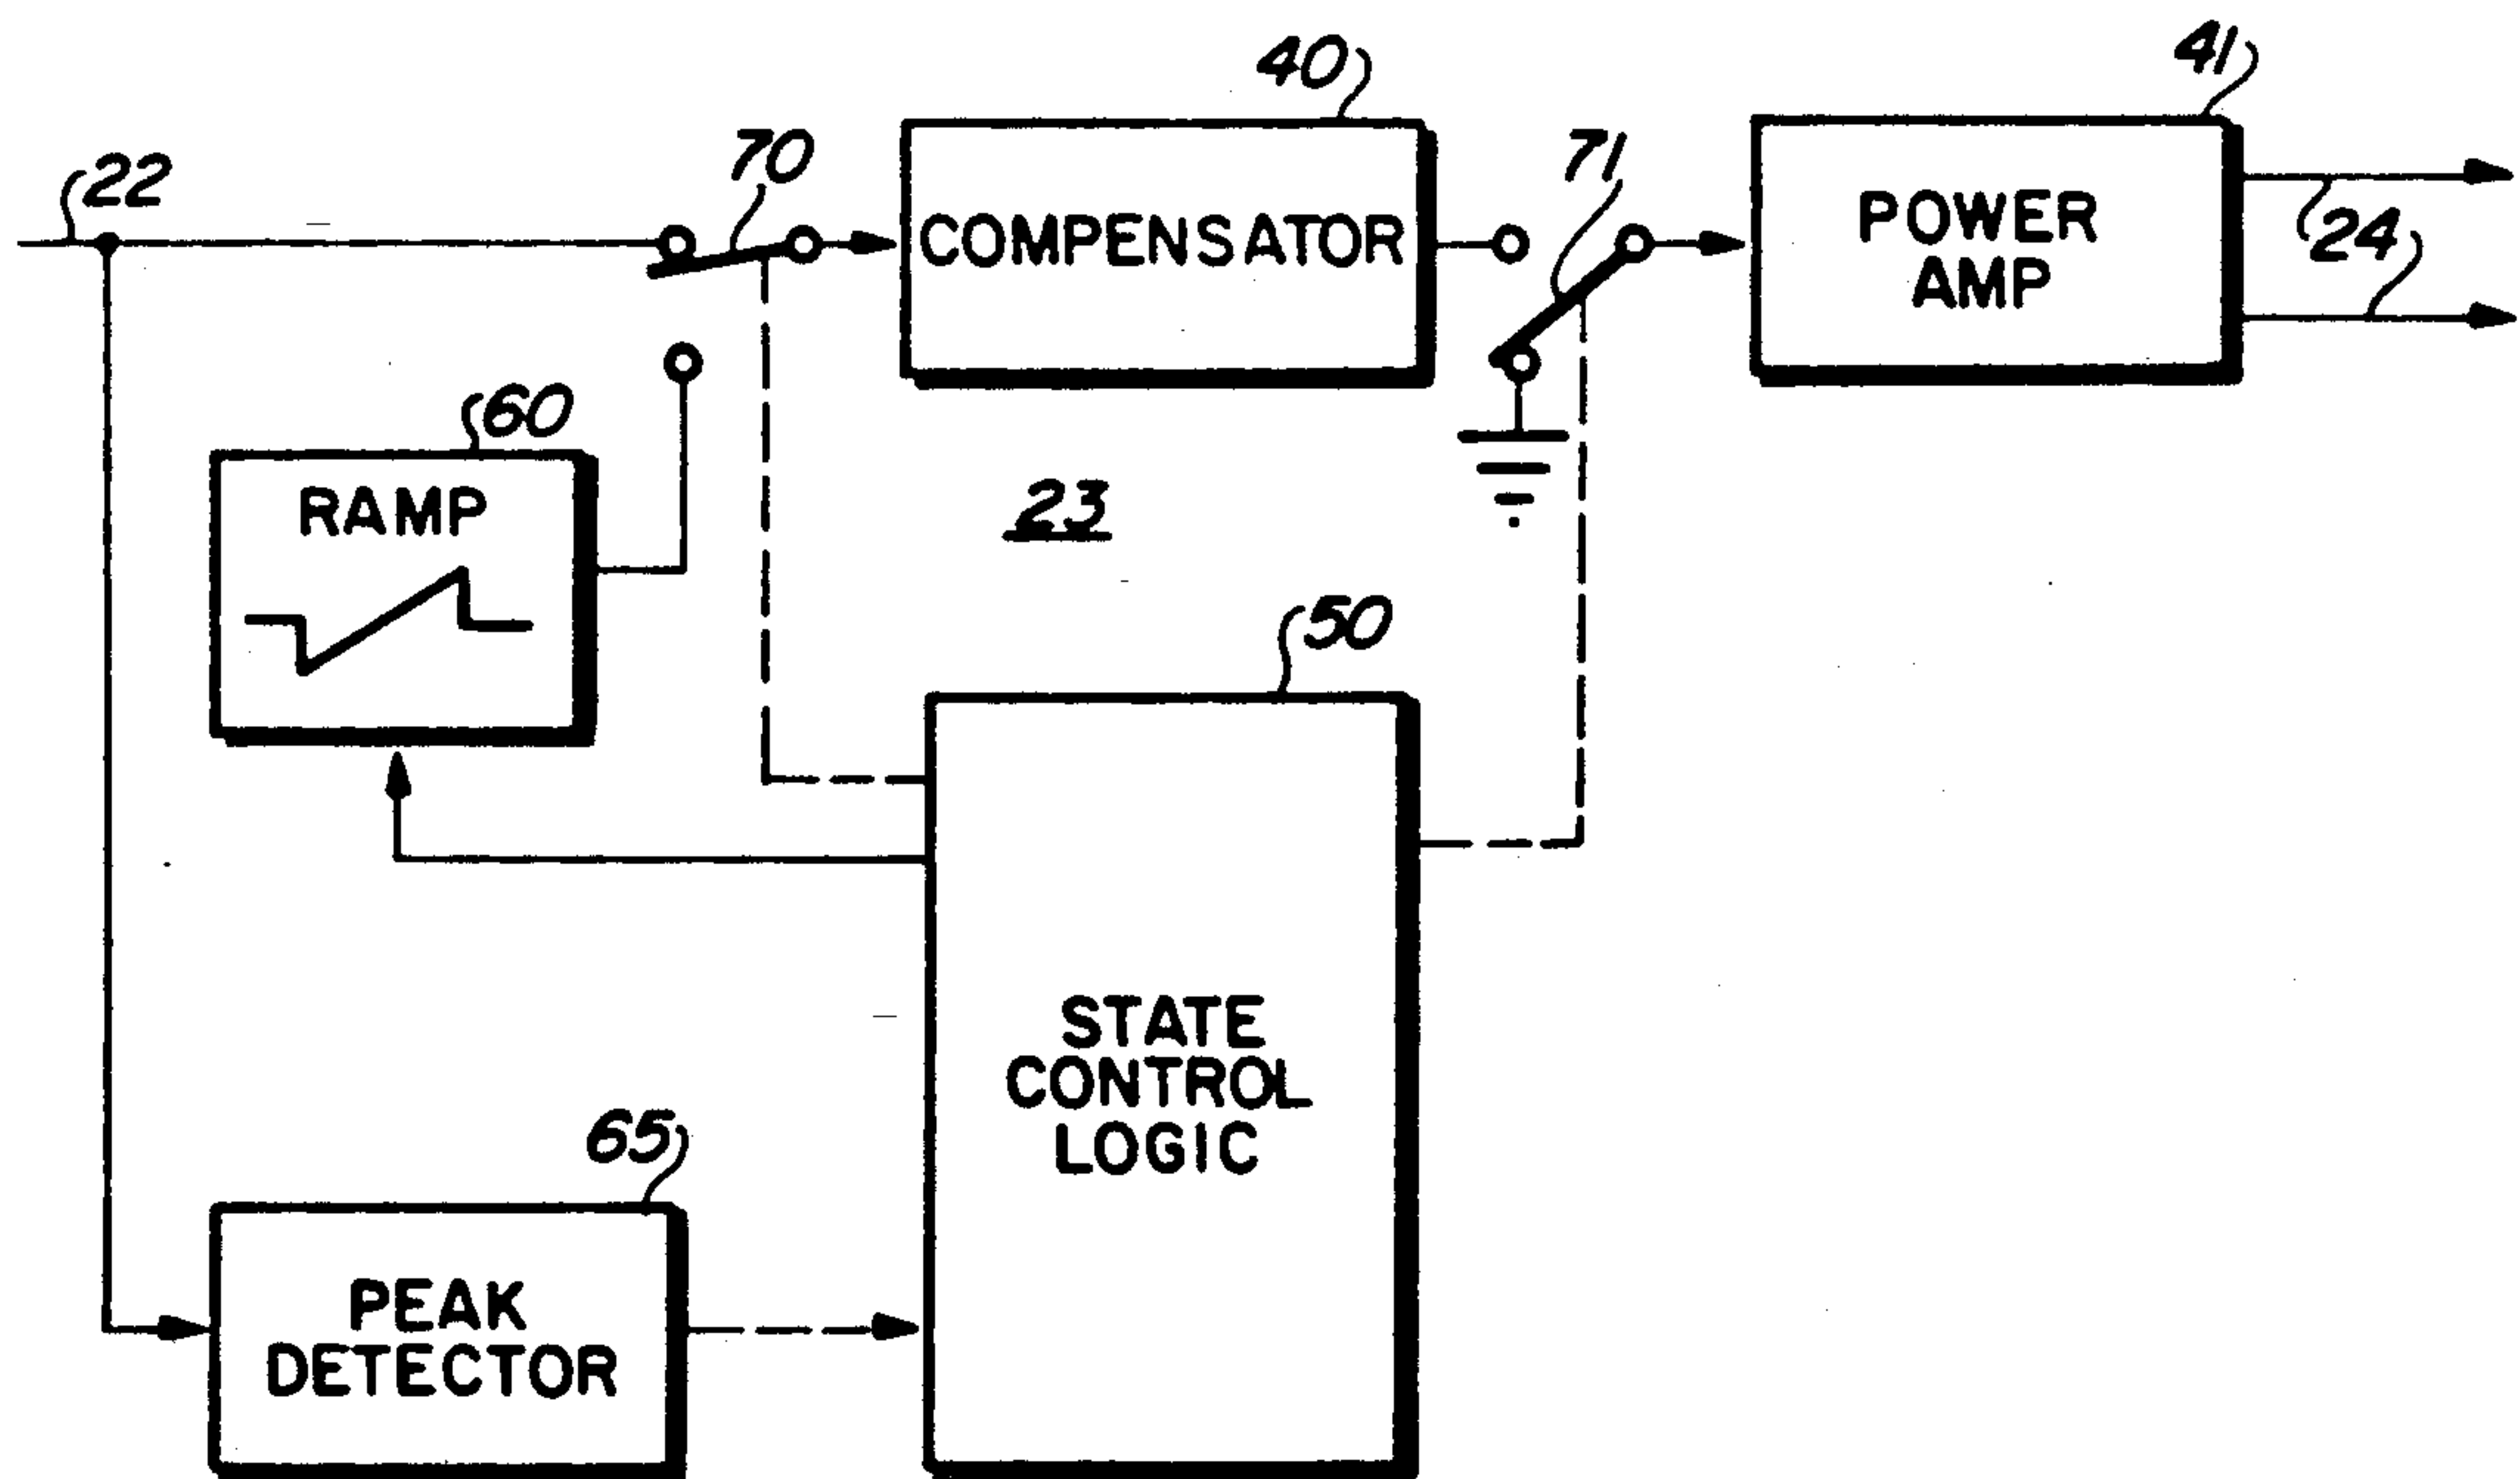 40
41
22
70
71
COMPENSATOR
POWER
AMP
24
60
RAMP
23
50
STATE
CONTROL
LOGIC
65
PEAK
DETECTOR